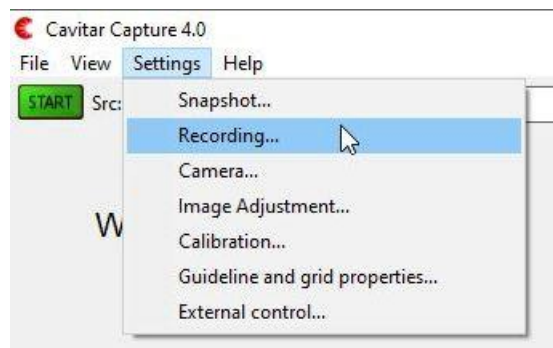 Cavitar Capture 4.0
File View Settings Help
START Src:
Snapshot...
Recording...
Camera...
Image Adjustment...
W
Calibration...
Guideline and grid properties...
External control...